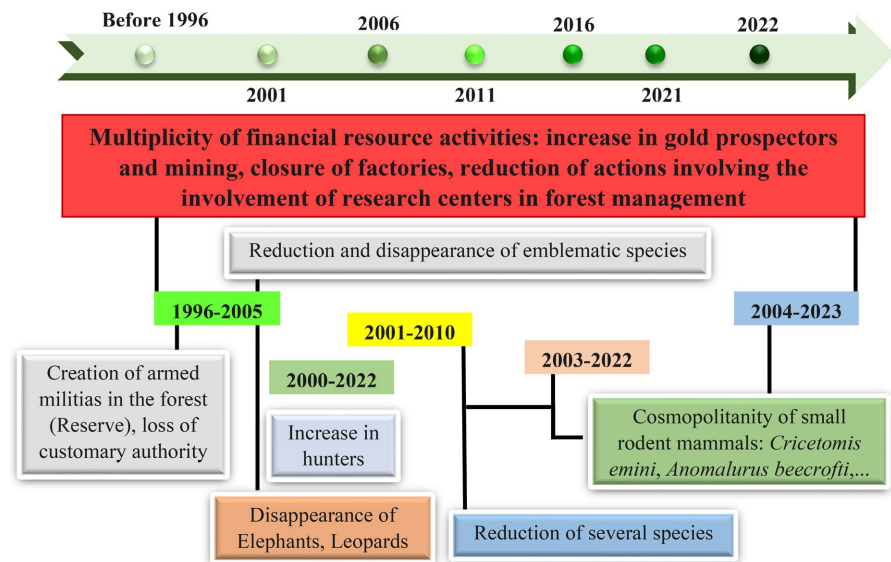 Before 1996
2006
2016
2022
2001
2011
2021
Multiplicity of financial resource activities: increase in gold prospectors
and mining, closure of factories, reduction of actions involving the
involvement of research centers in forest management
Reduction and disappearance of emblematic species
1996-2005
2004-2023
2001-2010
2003-2022
2000-2022
Creation of armed
militias in the forest
(Reserve), loss of
customary authority
Increase in
hunters
Cosmopolitanity of small
rodent mammals: Cricetomis
emini, Anomalurus beecrofti,...
Disappearance of
Elephants, Leopards
Reduction of several species